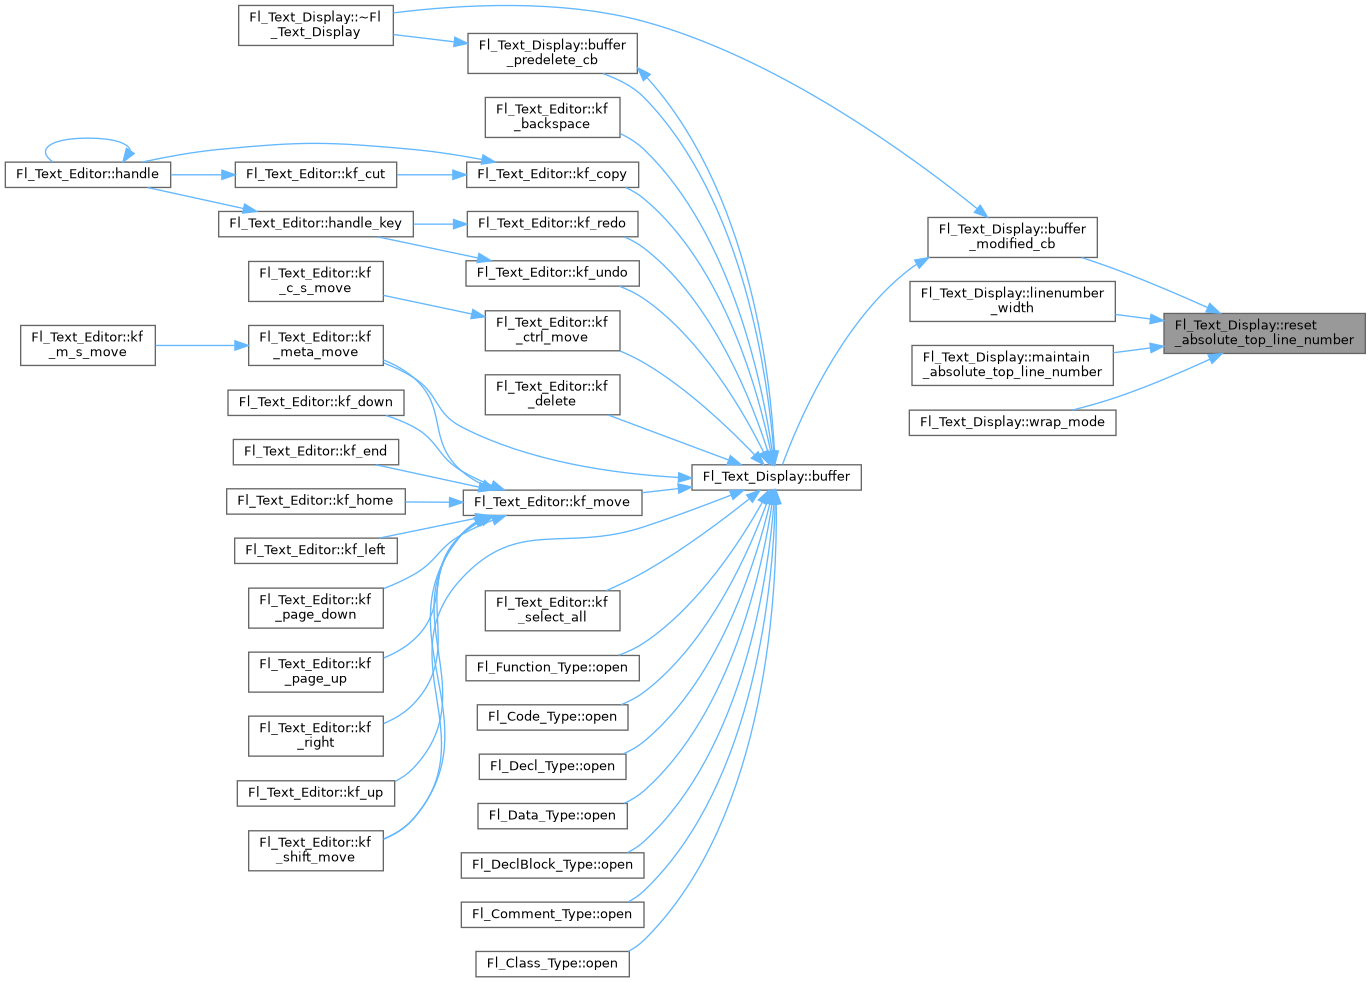 Fl_Text_Display::~Fl
_Text_Display
Fl_Text_Display::buffer
_predelete_cb
Fl_Text_Editor::kf
_backspace
Fl_Text_Editor::handle
Fl_Text_Editor::kf_cut
Fl_Text_Editor::kf_copy
Fl_Text_Editor::handle_key
Fl_Text_Editor::kf_redo
Fl_Text_Editor::kf_undo
Fl_Text_Editor::kf
_c_s_move
Fl_Text_Editor::kf
_ctrl_move
Fl_Text_Editor::kf
_m_s_move
Fl_Text_Editor::kf
_meta_move
Fl_Text_Editor::kf
_delete
Fl_Text_Editor::kf_down
Fl_Text_Editor::kf_end
Fl_Text_Editor::kf_home
Fl_Text_Editor::kf_move
Fl_Text_Editor::kf_left
Fl_Text_Editor::kf
_page_down
Fl_Text_Editor::kf
_page_up
Fl_Text_Editor::kf
_right
Fl_Text_Editor::kf_up
Fl_Text_Editor::kf
_shift_move
Fl_Text_Editor::kf
_select_all
Fl_Function_Type::open
Fl_Code_Type::open
Fl_Decl_Type::open
Fl_Data_Type::open
Fl_DeclBlock_Type::open
Fl_Comment_Type::open
Fl_Class_Type::open
Fl_Text_Display::buffer
Fl_Text_Display::buffer
_modified_cb
Fl_Text_Display::linenumber
_width
Fl_Text_Display::maintain
_absolute_top_line_number
Fl_Text_Display::wrap_mode
Fl_Text_Display::reset
_absolute_top_line_number